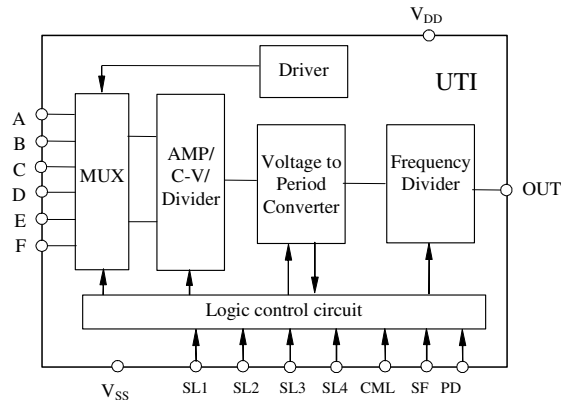 VDD
Driver
UTI
A
B
C
D
E
F
MUX
AMP/
C-V/
Divider
Voltage to
Period
Converter
Frequency
Divider
OUT
Logic control circuit
VSS
SL1
SL2
SL3
SL4
CML
SF
PD